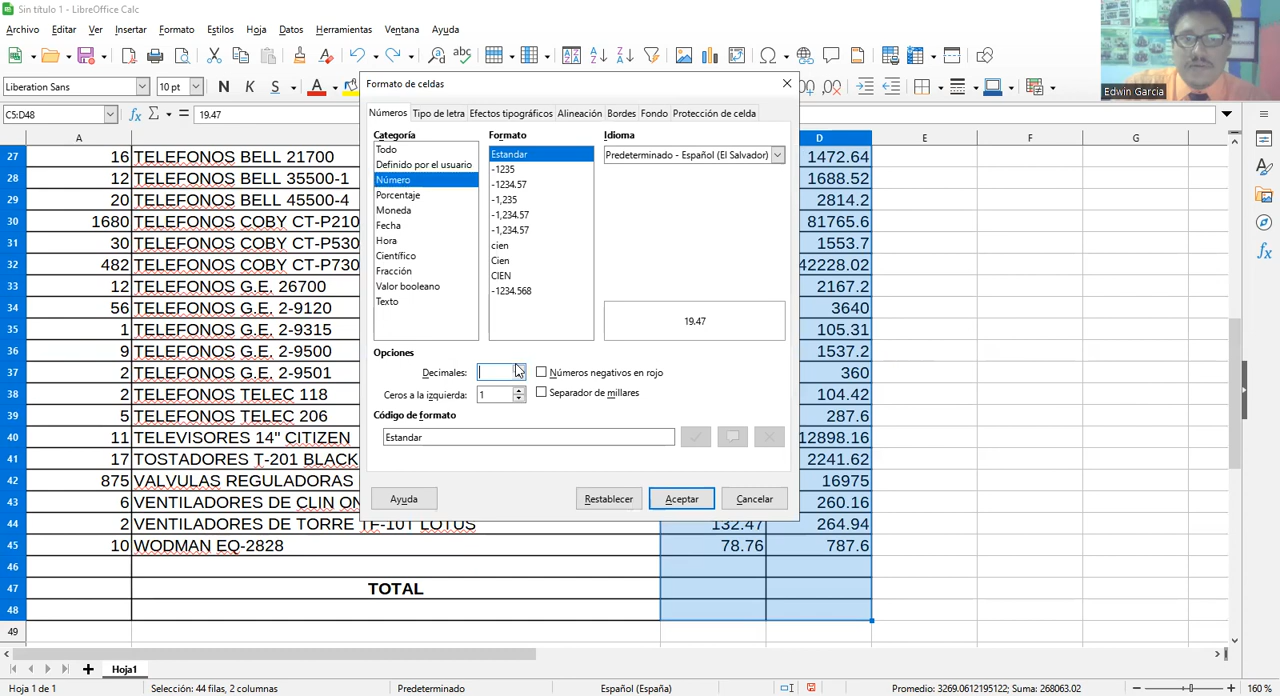 Sin título 1 - LibreOffice Calc
Archivo Editar Ver Insertar Formato Estilos Hoja Datos Herramientas Ventana Ayuda
Liberation Sans 10 pt N K S A
C5:D48 fx Σ = 19.47
Edwin Garcia
A D E F G H
27 16 TELEFONOS BELL 21700 1472.64
28 12 TELEFONOS BELL 35500-1 1688.52
29 20 TELEFONOS BELL 45500-4 2814.2
30 1680 TELEFONOS COBY CT-P210 81765.6
31 30 TELEFONOS COBY CT-P530 1553.7
32 482 TELEFONOS COBY CT-P730 42228.02
33 12 TELEFONOS G.E. 26700 2167.2
34 56 TELEFONOS G.E. 2-9120 3640
35 1 TELEFONOS G.E. 2-9315 105.31
36 9 TELEFONOS G.E. 2-9500 1537.2
37 2 TELEFONOS G.E. 2-9501 360
38 2 TELEFONOS TELEC 118 104.42
39 5 TELEFONOS TELEC 206 287.6
40 11 TELEVISORES 14" CITIZEN 12898.16
41 17 TOSTADORES T-201 BLACK 2241.62
42 875 VALVULAS REGULADORAS 16975
43 6 VENTILADORES DE CLIN ON 260.16
44 2 VENTILADORES DE TORRE TF-101 LOTUS 132.47 264.94
45 10 WODMAN EQ-2828 78.76 787.6
46
47 TOTAL
48
49
Formato de celdas
Números Tipo de letra Efectos tipográficos Alineación Bordes Fondo Protección de celda
Categoría Formato Idioma
Todo
Definido por el usuario
Número
Porcentaje
Moneda
Fecha
Hora
Científico
Fracción
Valor booleano
Texto
Estandar
-1235
-1234.57
-1,235
-1,234.57
-1,234.57
cien
Cien
CIEN
-1234.568
Predeterminado - Español (El Salvador)
19.47
Opciones
Decimales: Números negativos en rojo
Ceros a la izquierda: 1 Separador de millares
Código de formato
Estandar
Ayuda Restablecer Aceptar Cancelar
Hoja1
Hoja 1 de 1 Selección: 44 filas, 2 columnas Predeterminado Español (España) Promedio: 3269.0612195122; Suma: 268063.02 160 %